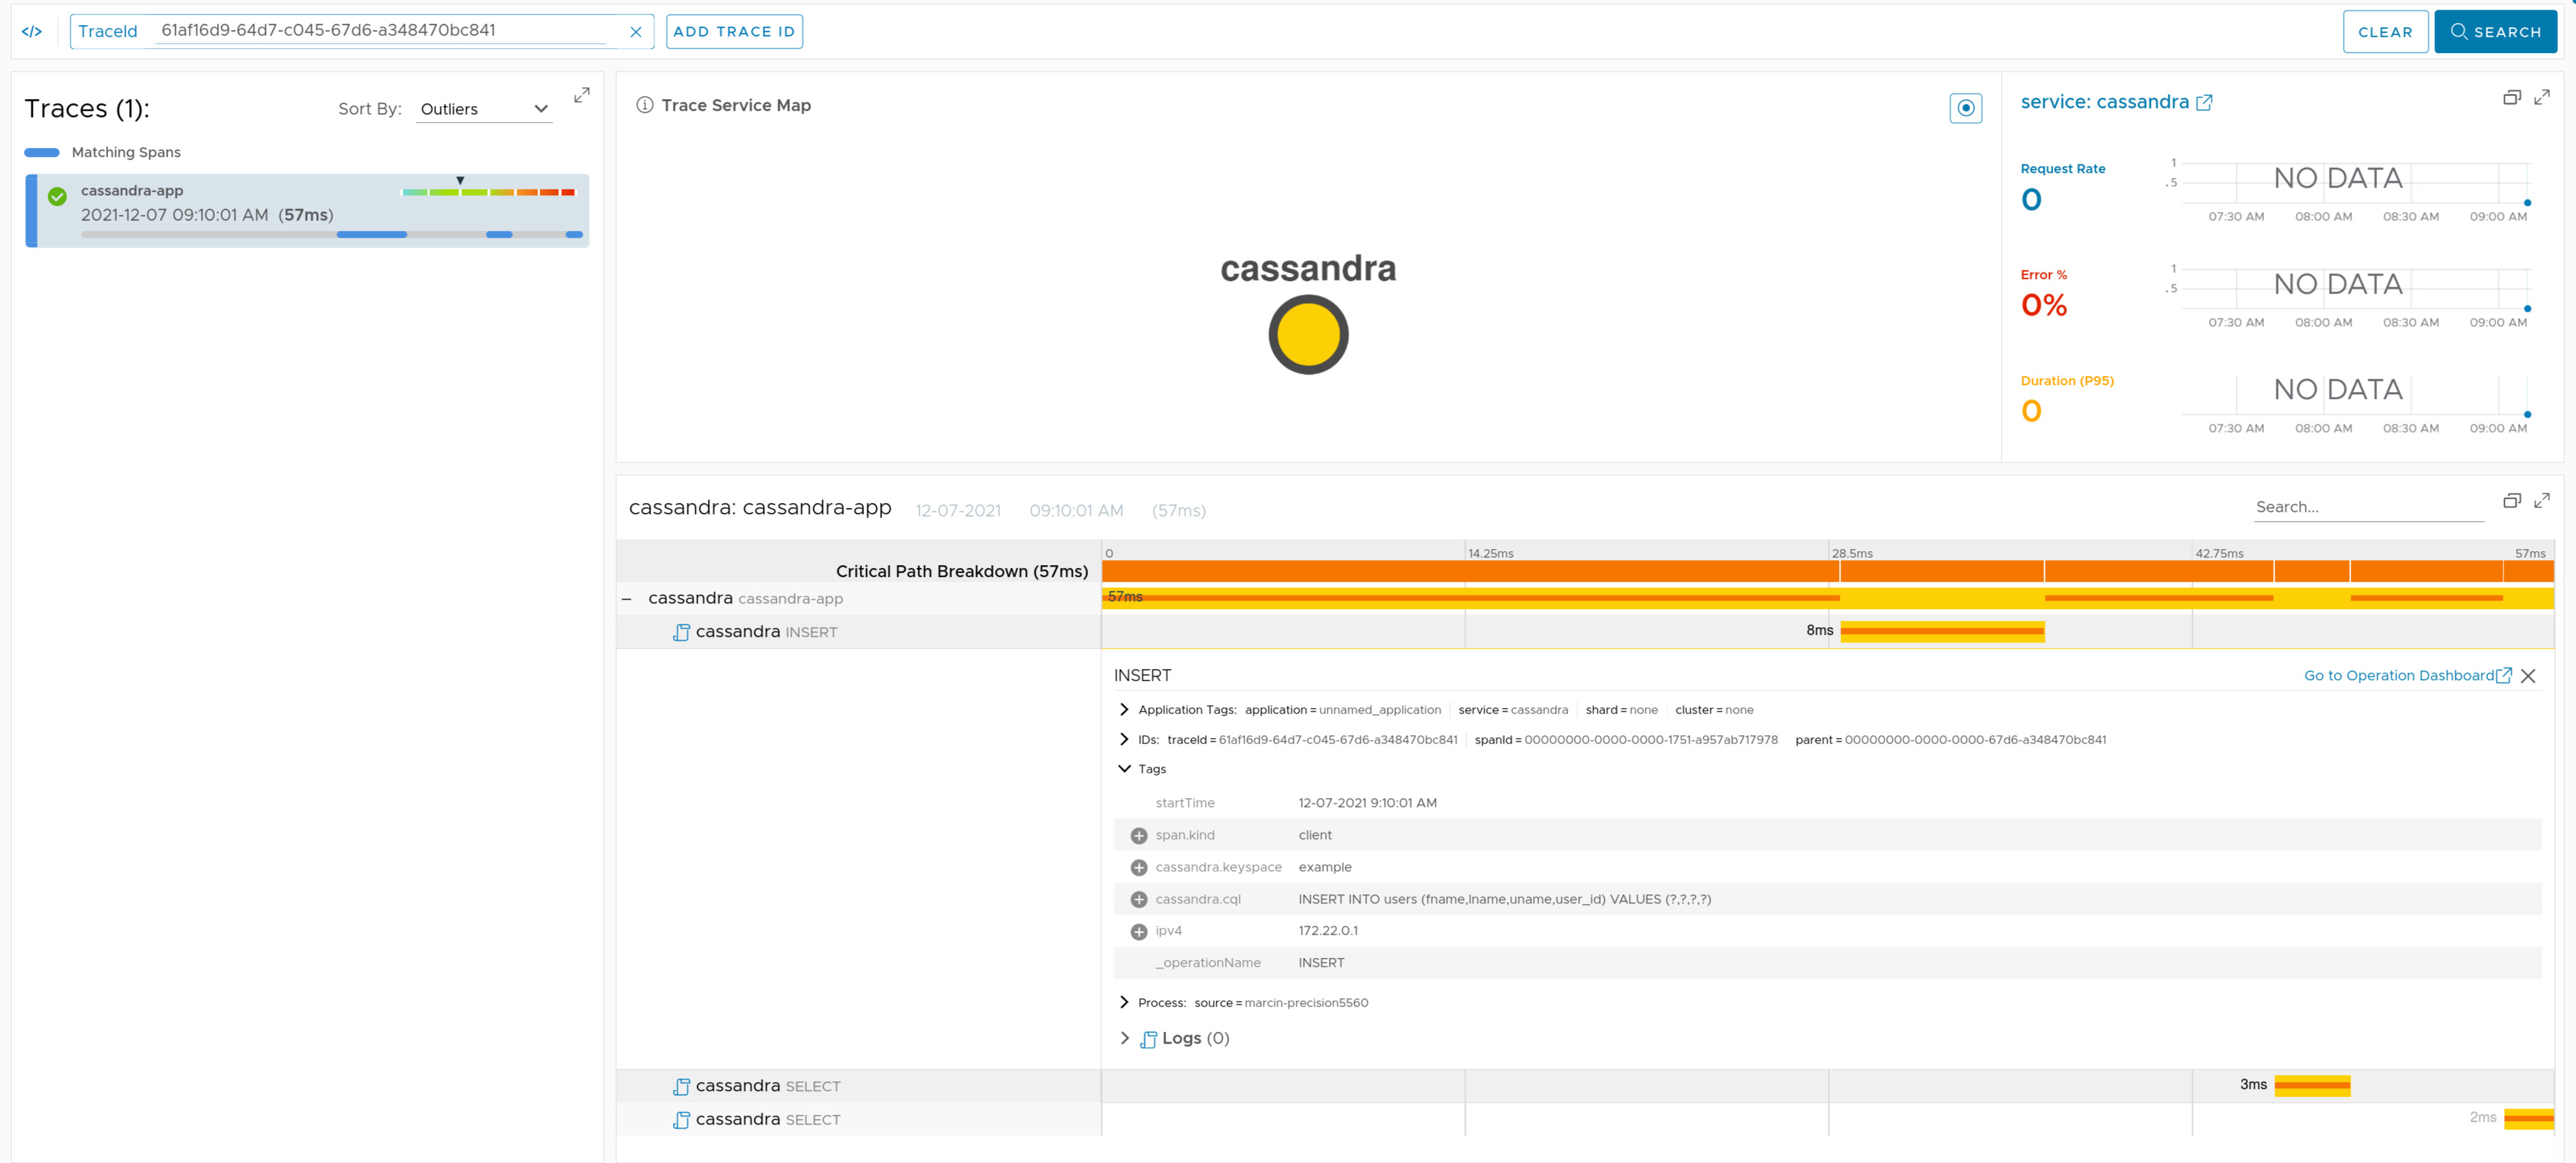 </> TraceId 61af16d9-64d7-c045-67d6-a348470bc841 ADD TRACE ID CLEAR SEARCH
Traces (1): Sort By: Outliers
Matching Spans
cassandra-app
2021-12-07 09:10:01 AM (57ms)
Trace Service Map
cassandra
service: cassandra
Request Rate
0
1
.5
NO DATA
07:30 AM 08:00 AM 08:30 AM 09:00 AM
Error %
0%
1
.5
NO DATA
07:30 AM 08:00 AM 08:30 AM 09:00 AM
Duration (P95)
0
NO DATA
07:30 AM 08:00 AM 08:30 AM 09:00 AM
cassandra: cassandra-app 12-07-2021 09:10:01 AM (57ms) Search...
0 14.25ms 28.5ms 42.75ms 57ms
Critical Path Breakdown (57ms)
cassandra cassandra-app 57ms
cassandra INSERT 8ms
INSERT Go to Operation Dashboard
Application Tags: application = unnamed_application service = cassandra shard = none cluster = none
IDs: traceId = 61af16d9-64d7-c045-67d6-a348470bc841 spanId = 00000000-0000-0000-1751-a957ab717978 parent = 00000000-0000-0000-67d6-a348470bc841
Tags
startTime 12-07-2021 9:10:01 AM
span.kind client
cassandra.keyspace example
cassandra.cql INSERT INTO users (fname,lname,uname,user_id) VALUES (?,?,?,?)
ipv4 172.22.0.1
_operationName INSERT
Process: source = marcin-precision5560
Logs (0)
cassandra SELECT 3ms
cassandra SELECT 2ms